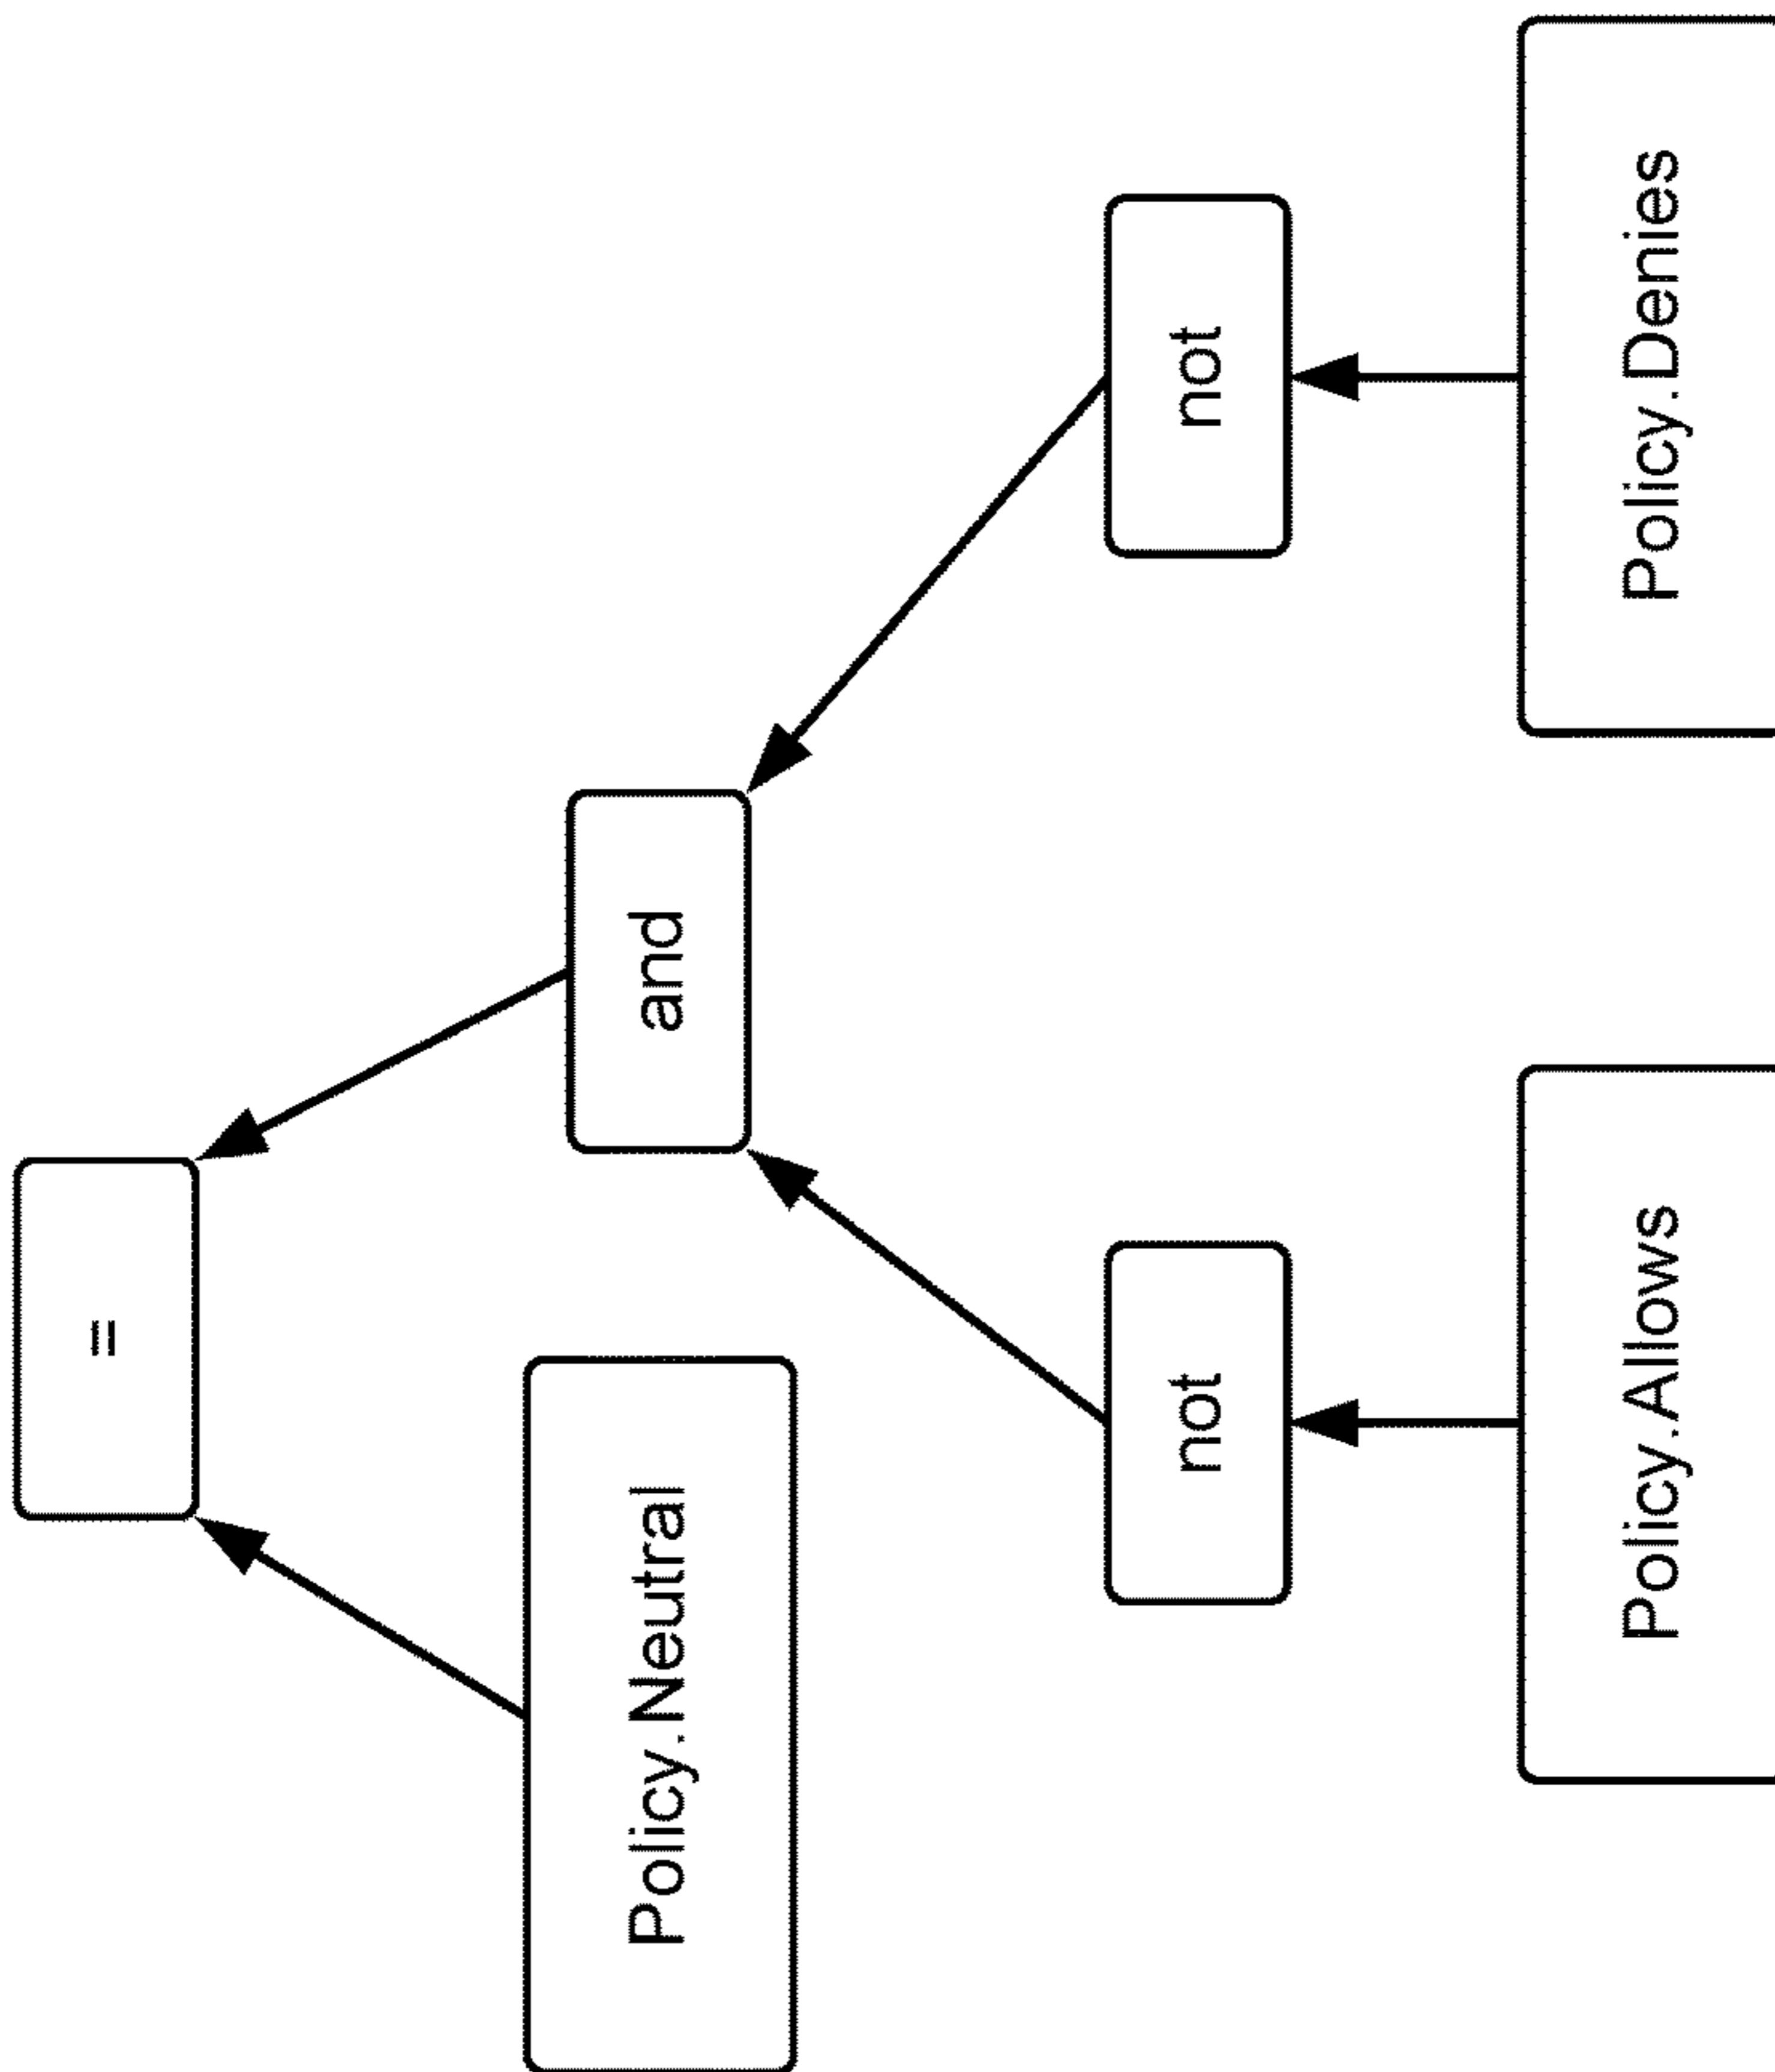 =
Policy.Neutral
and
not
not
Policy.Allows
Policy.Denies